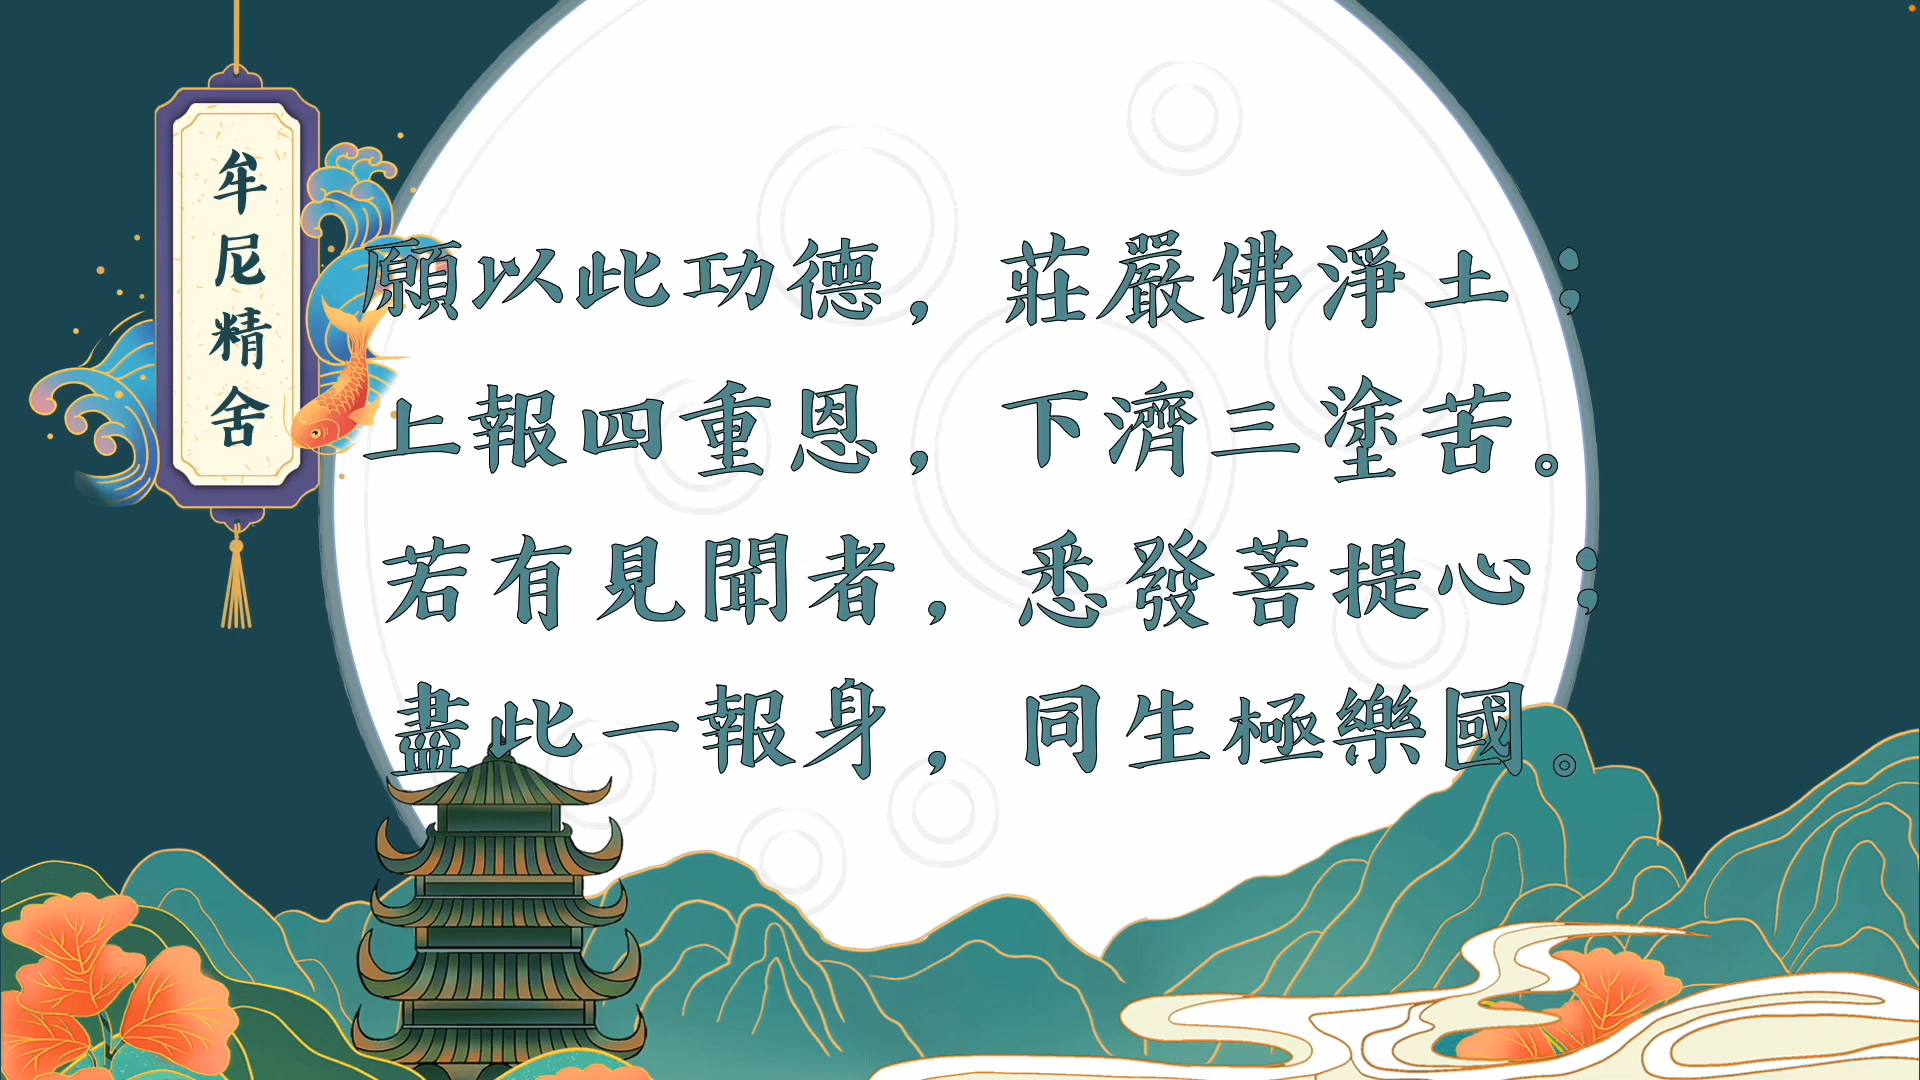 牟尼精舍
願以此功德，莊嚴佛淨土；
上報四重恩，下濟三塗苦。
若有見聞者，悉發菩提心；
盡此一報身，同生極樂國。